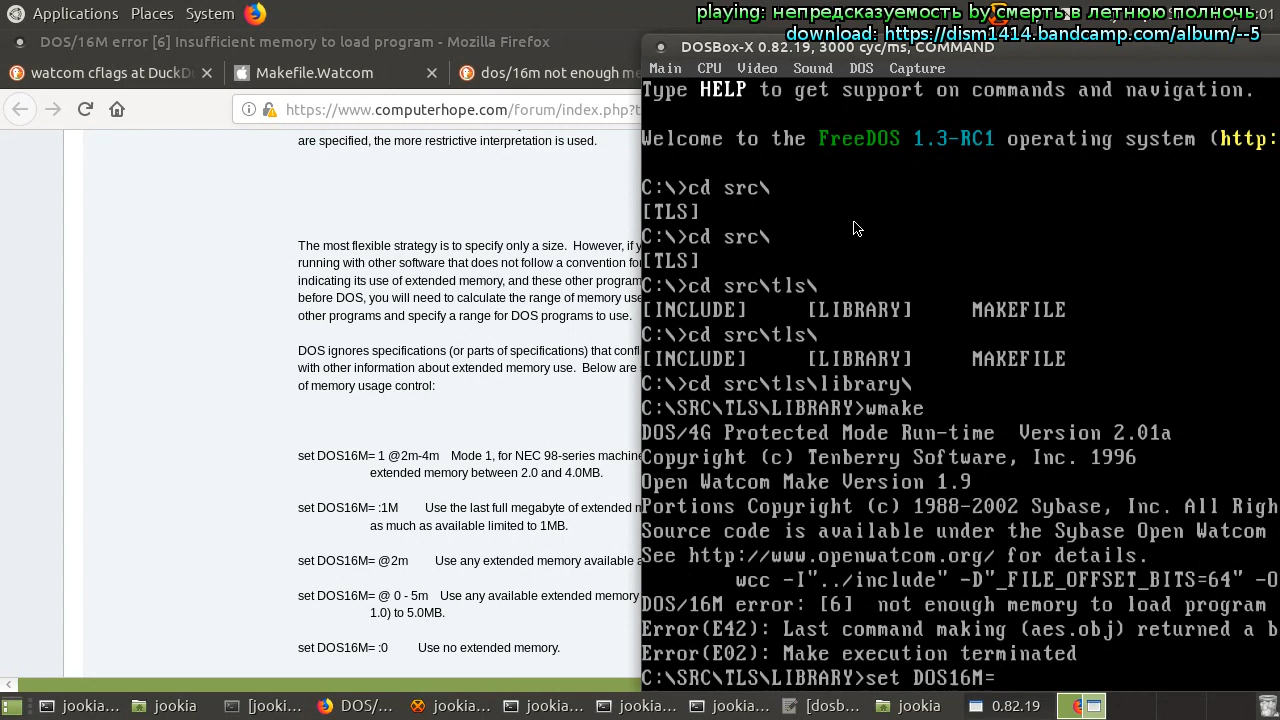 Applications Places System
:01
playing: непредсказуемость by смерть в летнюю полночь
download: https://dism1414.bandcamp.com/album/--5
DOS/16M error [6] Insufficient memory to load program - Mozilla Firefox
watcom cflags at DuckD
Makefile.Watcom
dos/16m not enough me
https://www.computerhope.com/forum/index.php?t
are specified, the more restrictive interpretation is used.
The most flexible strategy is to specify only a size. However, if y
running with other software that does not follow a convention for
indicating its use of extended memory, and these other program
before DOS, you will need to calculate the range of memory use
other programs and specify a range for DOS programs to use.
DOS ignores specifications (or parts of specifications) that confl
with other information about extended memory use. Below are
of memory usage control:
set DOS16M= 1 @2m-4m Mode 1, for NEC 98-series machine
extended memory between 2.0 and 4.0MB.
set DOS16M= :1M Use the last full megabyte of extended m
as much as available limited to 1MB.
set DOS16M= @2m Use any extended memory available a
set DOS16M= @ 0 - 5m Use any available extended memory
1.0) to 5.0MB.
set DOS16M= :0 Use no extended memory.
DOSBox-X 0.82.19, 3000 cyc/ms, COMMAND
Main CPU Video Sound DOS Capture
Type HELP to get support on commands and navigation.
Welcome to the FreeDOS 1.3-RC1 operating system (http:
C:\>cd src\
[TLS]
C:\>cd src\
[TLS]
C:\>cd src\tls\
[INCLUDE] [LIBRARY] MAKEFILE
C:\>cd src\tls\
[INCLUDE] [LIBRARY] MAKEFILE
C:\>cd src\tls\library\
C:\SRC\TLS\LIBRARY>wmake
DOS/4G Protected Mode Run-time Version 2.01a
Copyright (c) Tenberry Software, Inc. 1996
Open Watcom Make Version 1.9
Portions Copyright (c) 1988-2002 Sybase, Inc. All Righ
Source code is available under the Sybase Open Watcom
See http://www.openwatcom.org/ for details.
wcc -I"../include" -D"_FILE_OFFSET_BITS=64" -O
DOS/16M error: [6] not enough memory to load program
Error(E42): Last command making (aes.obj) returned a b
Error(E02): Make execution terminated
C:\SRC\TLS\LIBRARY>set DOS16M=
jookia...
jookia
[jooki...
DOS/...
jookia...
jookia...
jookia...
jookia...
[dosb...
jookia
0.82.19